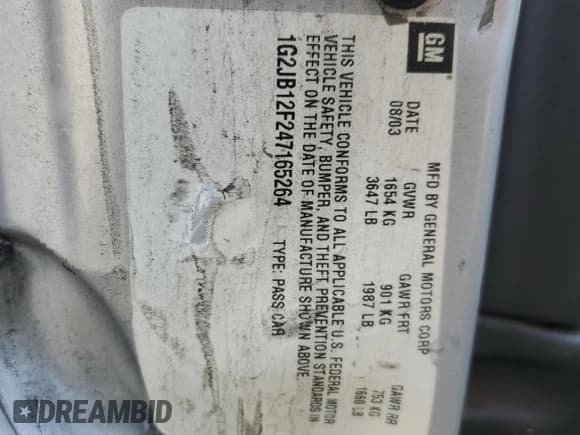 GM
MFD BY GENERAL MOTORS CORP
DATE GVWR GAWR FRT GAWR RR
08/03 1654 KG 901 KG 753 KG
3647 LB 1987 LB 1660 LB
THIS VEHICLE CONFORMS TO ALL APPLICABLE U.S. FEDERAL MOTOR
VEHICLE SAFETY, BUMPER, AND THEFT PREVENTION STANDARDS IN
EFFECT ON THE DATE OF MANUFACTURE SHOWN ABOVE.
1G2JB12F247165264 TYPE: PASS CAR
DREAMBID